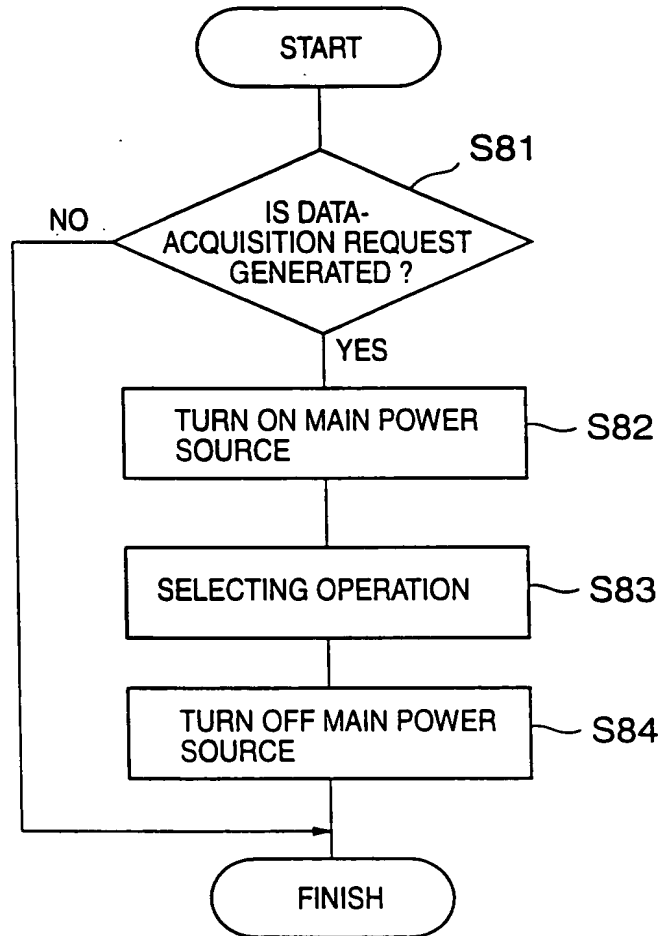 START
S81
IS DATA-
ACQUISITION REQUEST
GENERATED ?
NO
YES
TURN ON MAIN POWER
SOURCE
S82
SELECTING OPERATION
S83
TURN OFF MAIN POWER
SOURCE
S84
FINISH